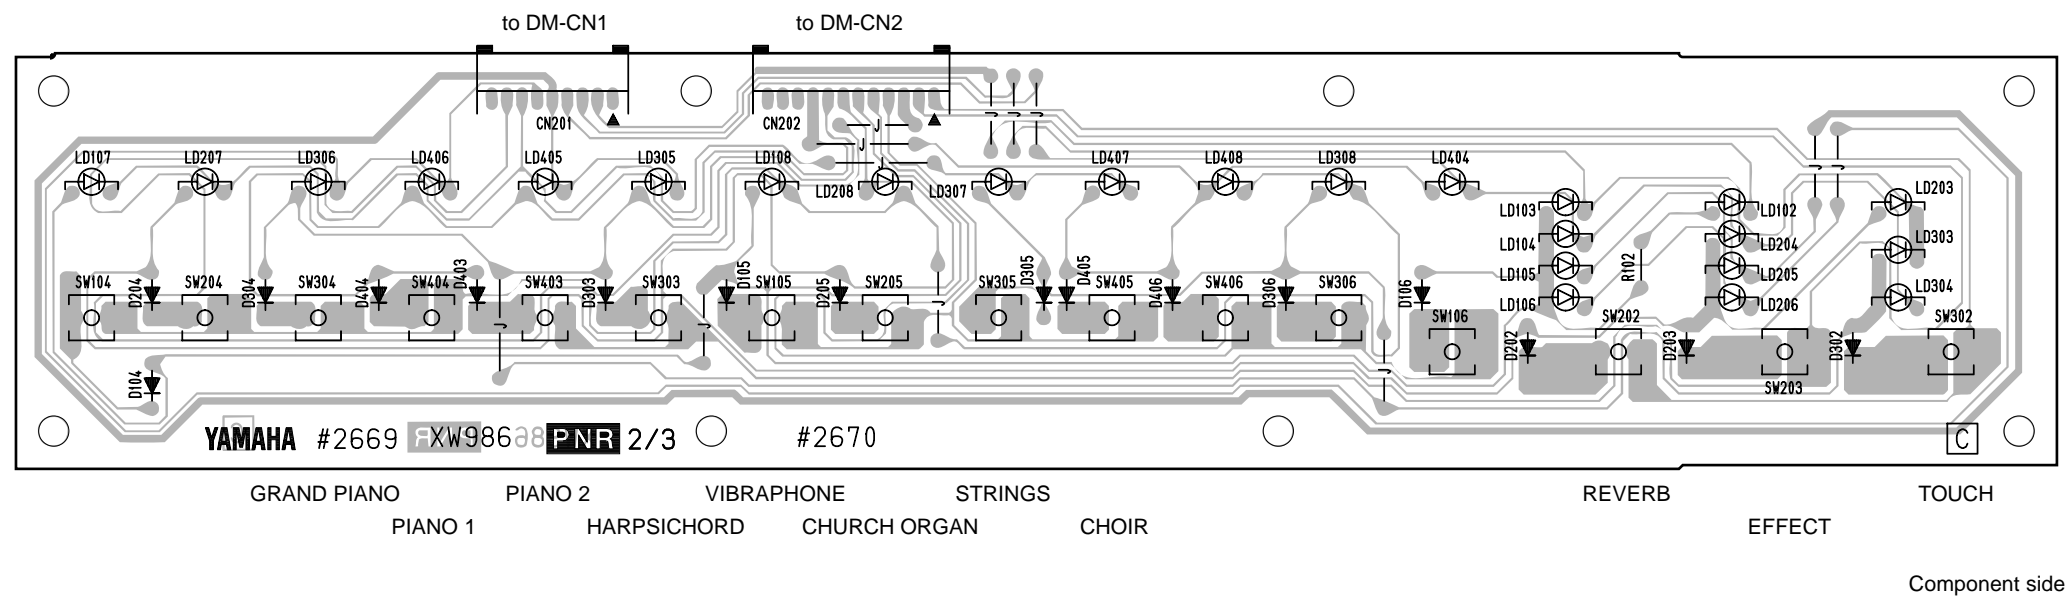 to DM-CN1 to DM-CN2
CN201 CN202
J J J
J
J
J
J J
LD107 LD207 LD306 LD406 LD405 LD305 LD108 LD208 LD307 LD407 LD408 LD308 LD404
LD103 LD102 LD203
LD104 LD204 LD303
LD105 R102 LD205
LD106 LD206 LD304
SW104 D204 SW204 D304 SW304 D404 SW404 D403 SW403 D303 SW303 D105 SW105 D205 SW205 SW305 D305 D405 SW405 D406 SW406 D306 SW306 D106
J J J
SW106 SW202 SW302
D202 D203 D302
J
D104 SW203
YAMAHA #2669 XW986 PNR 2/3 #2670 C
GRAND PIANO PIANO 2 VIBRAPHONE STRINGS REVERB TOUCH
PIANO 1 HARPSICHORD CHURCH ORGAN CHOIR EFFECT
Component side